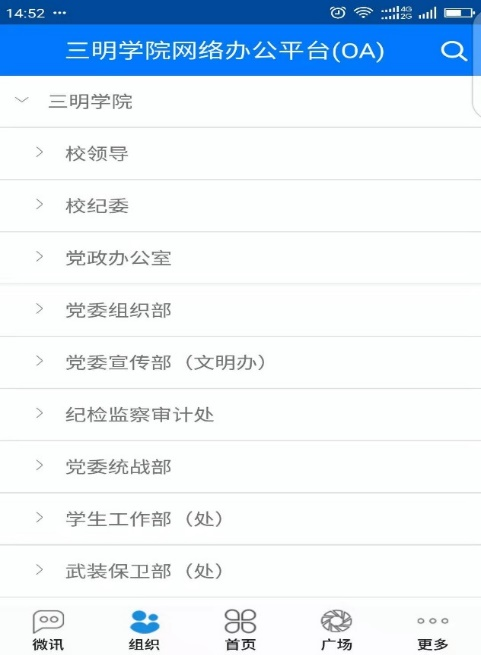 14:52 ...
4G
2G
三明学院网络办公平台(OA)
三明学院
校领导
校纪委
党政办公室
党委组织部
党委宣传部（文明办）
纪检监察审计处
党委统战部
学生工作部（处）
武装保卫部（处）
微讯 组织 首页 广场 更多